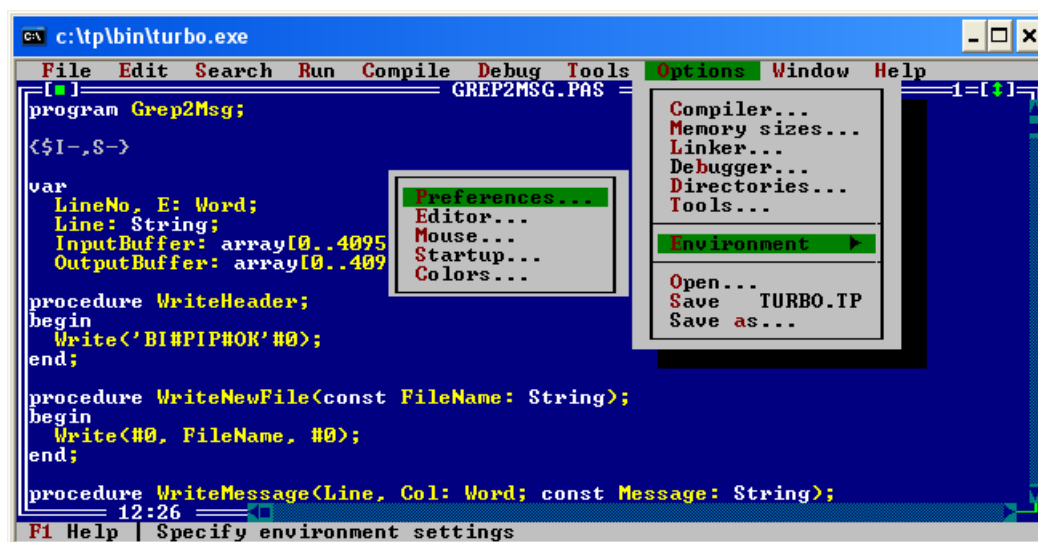 c:\tp\bin\turbo.exe
File Edit Search Run Compile Debug Tools Options Window Help
[■] GREP2MSG.PAS 1=[↕]
program Grep2Msg;
{$I-,S-}
var
LineNo, E: Word;
Line: String;
InputBuffer: array[0..4095
OutputBuffer: array[0..409
procedure WriteHeader;
begin
Write('BI#PIP#OK'#0);
end;
procedure WriteNewFile(const FileName: String);
begin
Write(#0, FileName, #0);
end;
procedure WriteMessage(Line, Col: Word; const Message: String);
12:26
Compiler...
Memory sizes...
Linker...
Debugger...
Directories...
Tools...
Environment ►
Open...
Save TURBO.TP
Save as...
Preferences...
Editor...
Mouse...
Startup...
Colors...
F1 Help | Specify environment settings